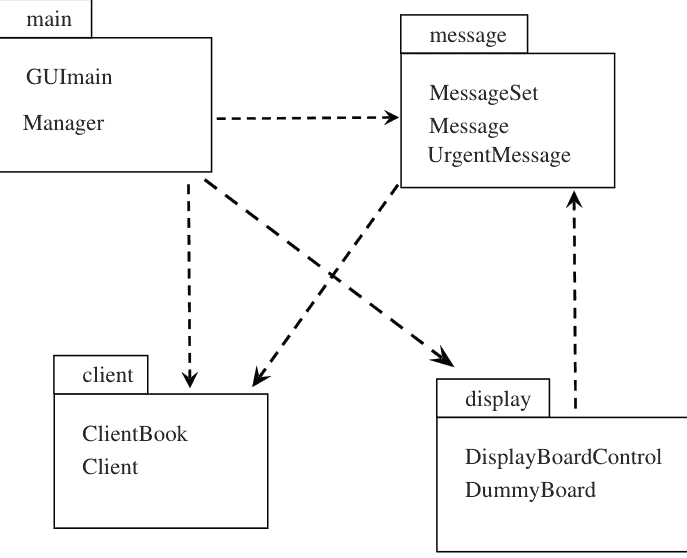 main
GUImain
Manager
message
MessageSet
Message
UrgentMessage
client
ClientBook
Client
display
DisplayBoardControl
DummyBoard